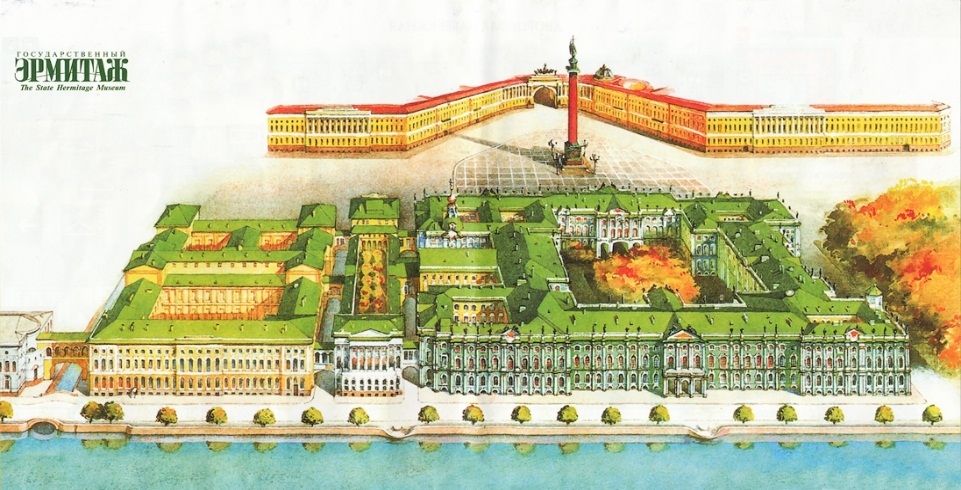 ГОСУДАРСТВЕННЫЙ
ЭРМИТАЖ
The State Hermitage Museum